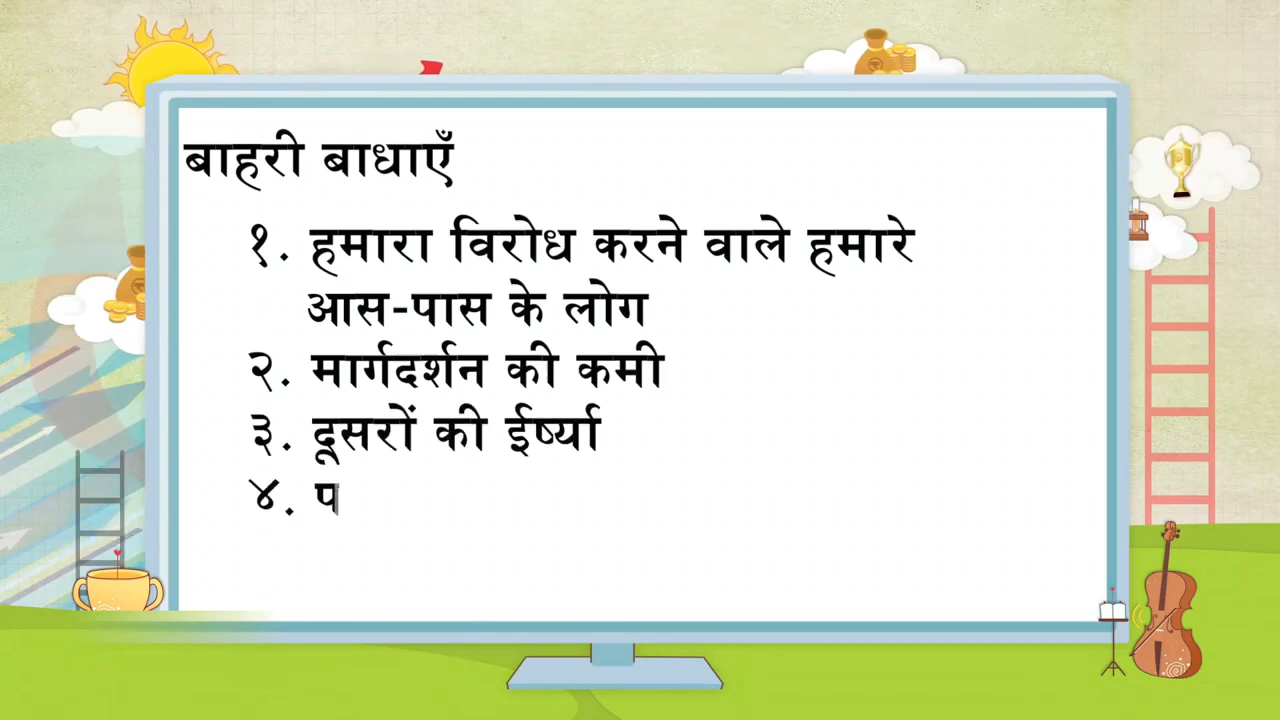 बाहरी बाधाएँ
१. हमारा विरोध करने वाले हमारे
आस-पास के लोग
२. मार्गदर्शन की कमी
३. दूसरों की ईर्ष्या
४. प